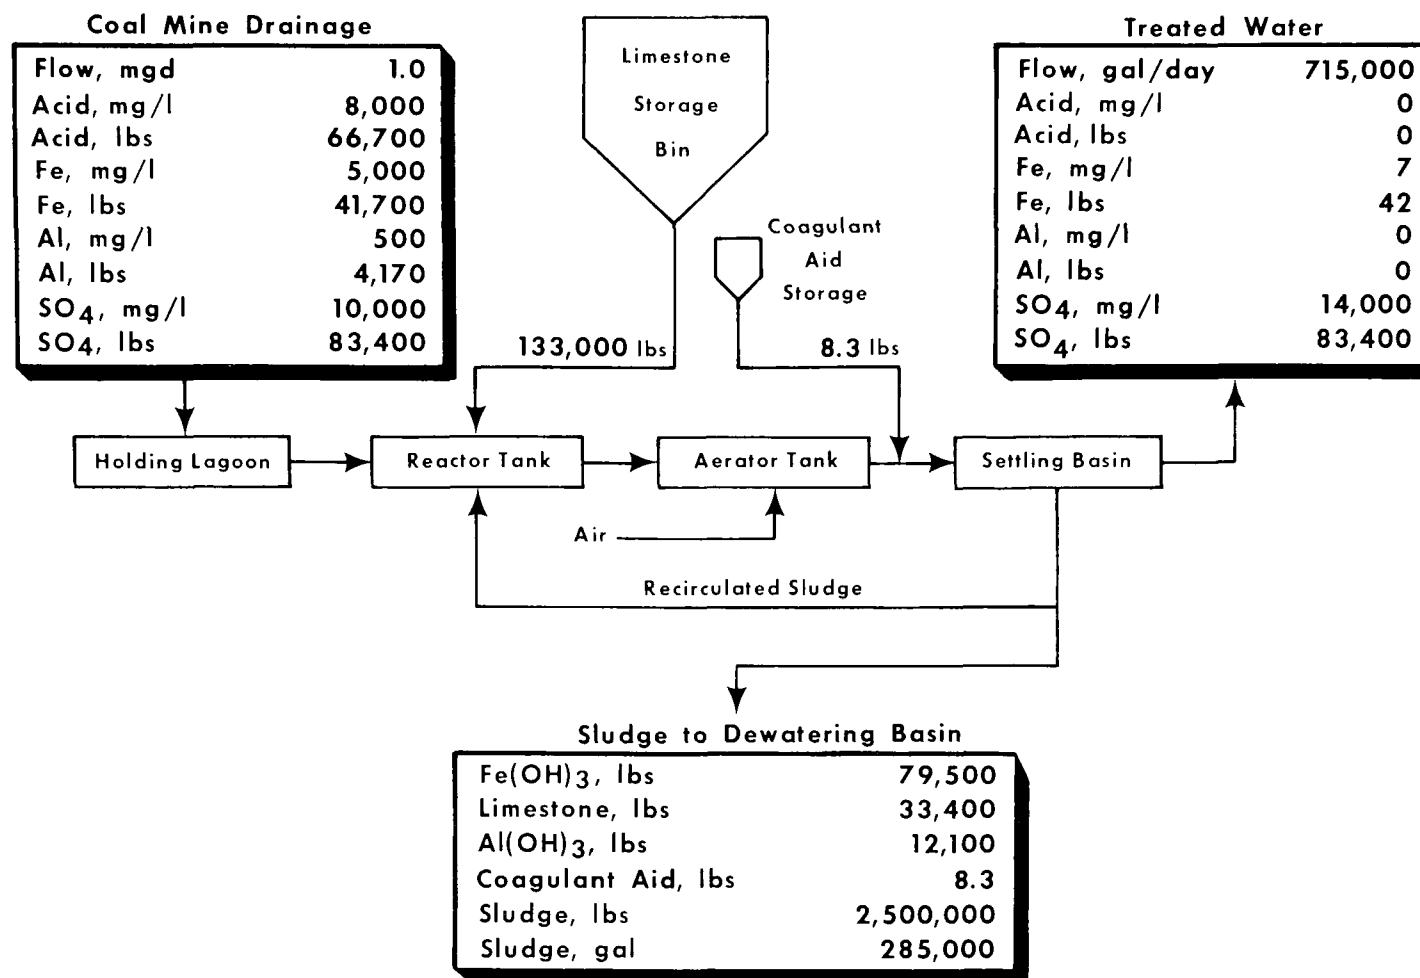 Coal Mine Drainage
Flow, mgd 1.0
Acid, mg/l 8,000
Acid, lbs 66,700
Fe, mg/l 5,000
Fe, lbs 41,700
Al, mg/l 500
Al, lbs 4,170
SO4, mg/l 10,000
SO4, lbs 83,400
Limestone
Storage
Bin
Coagulant
Aid
Storage
133,000 lbs
8.3 lbs
Treated Water
Flow, gal/day 715,000
Acid, mg/l 0
Acid, lbs 0
Fe, mg/l 7
Fe, lbs 42
Al, mg/l 0
Al, lbs 0
SO4, mg/l 14,000
SO4, lbs 83,400
Holding Lagoon
Reactor Tank
Aerator Tank
Settling Basin
Air
Recirculated Sludge
Sludge to Dewatering Basin
Fe(OH)3, lbs 79,500
Limestone, lbs 33,400
Al(OH)3, lbs 12,100
Coagulant Aid, lbs 8.3
Sludge, lbs 2,500,000
Sludge, gal 285,000